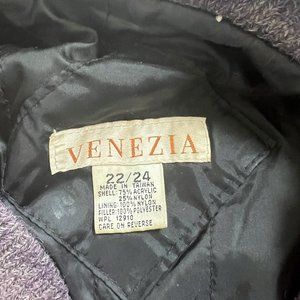 VENEZIA
22/24
MADE IN TAIWAN
SHELL: 75% ACRYLIC
25% NYLON
LINING: 100% NYLON
FILLER: 100% POLYESTER
WPL 12910
CARE ON REVERSE